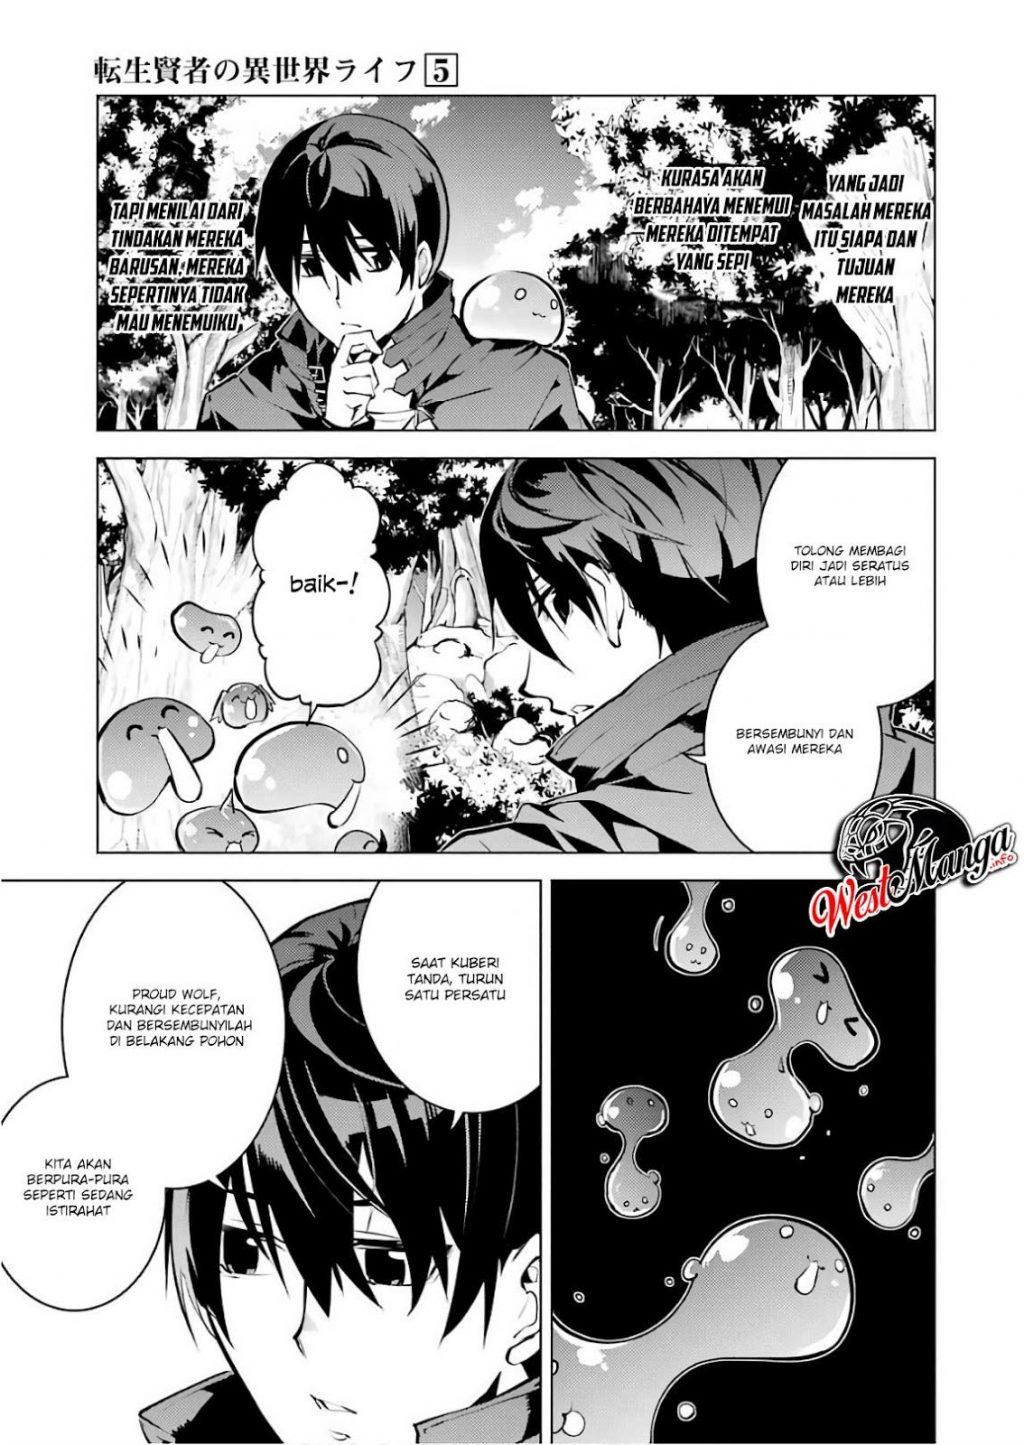 転生賢者の異世界ライフ 5
YANG JADI
MASALAH MEREKA
ITU SIAPA DAN
TUJUAN
MEREKA
KURASA AKAN
BERBAHAYA MENEMUI
MEREKA DITEMPAT
YANG SEPI
TAPI MENILAI DARI
TINDAKAN MEREKA
BARUSAN, MEREKA
SEPERTINYA TIDAK
MAU MENEMUIKU
TOLONG MEMBAGI
DIRI JADI SERATUS
ATAU LEBIH
BERSEMBUNYI DAN
AWASI MEREKA
baik-!
WestManga
.info
SAAT KUBERI
TANDA, TURUN
SATU PERSATU
PROUD WOLF,
KURANGI KECEPATAN
DAN BERSEMBUNYILAH
DI BELAKANG POHON
KITA AKAN
BERPURA-PURA
SEPERTI SEDANG
ISTIRAHAT